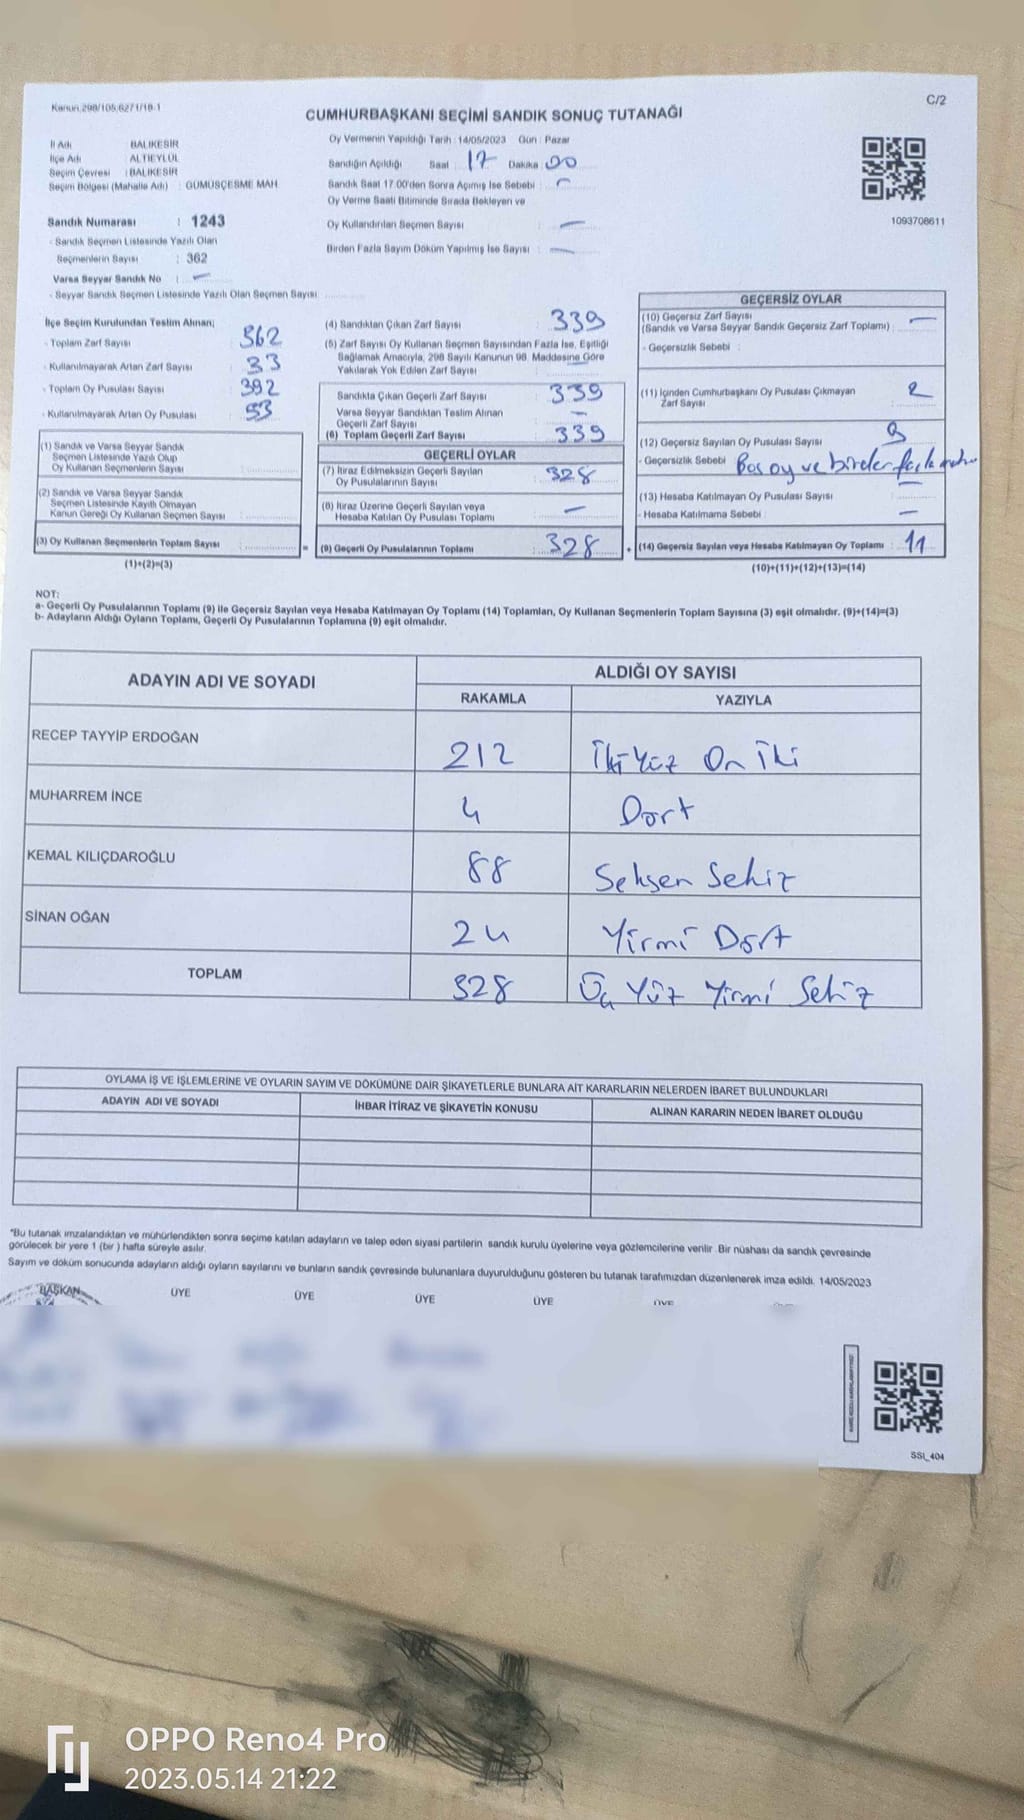 Kanun.298/105,6271/18-1
C/2
CUMHURBAŞKANI SEÇİMİ SANDIK SONUÇ TUTANAĞI
İl Adı BALIKESİR
İlçe Adı ALTIEYLÜL
Seçim Çevresi : BALIKESİR
Seçim Bölgesi (Mahalle Adı) : GÜMÜŞÇEŞME MAH
Oy Vermenin Yapıldığı Tarih : 14/05/2023 Gün : Pazar
Sandığın Açıldığı Saat 17 Dakika 00
Sandık Saat 17.00'den Sonra Açımış İse Sebebi : -
Oy Verme Saati Bitiminde Sırada Bekleyen ve
Oy Kullandırılan Seçmen Sayısı : -
Birden Fazla Sayım Döküm Yapılmış İse Sayısı : -
1093708611
Sandık Numarası : 1243
- Sandık Seçmen Listesinde Yazılı Olan
Seçmenlerin Sayısı : 362
Varsa Seyyar Sandık No : -
- Seyyar Sandık Seçmen Listesinde Yazılı Olan Seçmen Sayısı:
İlçe Seçim Kurulundan Teslim Alınan;
- Toplam Zarf Sayısı 362
- Kullanılmayarak Artan Zarf Sayısı 33
- Toplam Oy Pusulası Sayısı 392
- Kullanılmayarak Artan Oy Pusulası 53
(1) Sandık ve Varsa Seyyar Sandık
Seçmen Listesinde Yazılı Olup
Oy Kullanan Seçmenlerin Sayısı
(2) Sandık ve Varsa Seyyar Sandık
Seçmen Listesinde Kayıtlı Olmayan
Kanun Gereği Oy Kullanan Seçmen Sayısı
(3) Oy Kullanan Seçmenlerin Toplam Sayısı =
(1)+(2)=(3)
(4) Sandıktan Çıkan Zarf Sayısı : 339
(5) Zarf Sayısı Oy Kullanan Seçmen Sayısından Fazla İse, Eşitliği
Sağlamak Amacıyla, 298 Sayılı Kanunun 98. Maddesine Göre
Yakılarak Yok Edilen Zarf Sayısı
Sandıkta Çıkan Geçerli Zarf Sayısı : 339
Varsa Seyyar Sandıktan Teslim Alınan
Geçerli Zarf Sayısı : -
(6) Toplam Geçerli Zarf Sayısı : 339
GEÇERLİ OYLAR
(7) İtiraz Edilmeksizin Geçerli Sayılan
Oy Pusulalarının Sayısı 328
(8) İtiraz Üzerine Geçerli Sayılan veya
Hesaba Katılan Oy Pusulası Toplamı -
(9) Geçerli Oy Pusulalarının Toplamı 328 +
GEÇERSİZ OYLAR
(10) Geçersiz Zarf Sayısı
(Sandık ve Varsa Seyyar Sandık Geçersiz Zarf Toplamı) : -
- Geçersizlik Sebebi :
(11) İçinden Cumhurbaşkanı Oy Pusulası Çıkmayan
Zarf Sayısı 2
(12) Geçersiz Sayılan Oy Pusulası Sayısı 9
- Geçersizlik Sebebi Boş oy ve birden fazla
(13) Hesaba Katılmayan Oy Pusulası Sayısı -
- Hesaba Katılmama Sebebi : -
(14) Geçersiz Sayılan veya Hesaba Katılmayan Oy Toplamı : 11
(10)+(11)+(12)+(13)=(14)
NOT:
a- Geçerli Oy Pusulalarının Toplamı (9) ile Geçersiz Sayılan veya Hesaba Katılmayan Oy Toplamı (14) Toplamları, Oy Kullanan Seçmenlerin Toplam Sayısına (3) eşit olmalıdır. (9)+(14)=(3)
b- Adayların Aldığı Oyların Toplamı, Geçerli Oy Pusulalarının Toplamına (9) eşit olmalıdır.
ADAYIN ADI VE SOYADI ALDIĞI OY SAYISI
RAKAMLA YAZIYLA
RECEP TAYYİP ERDOĞAN 212 İki Yüz On İki
MUHARREM İNCE 4 Dört
KEMAL KILIÇDAROĞLU 88 Seksen Sekiz
SİNAN OĞAN 24 Yirmi Dört
TOPLAM 328 Üç Yüz Yirmi Sekiz
OYLAMA İŞ VE İŞLEMLERİNE VE OYLARIN SAYIM VE DÖKÜMÜNE DAİR ŞİKAYETLERLE BUNLARA AİT KARARLARIN NELERDEN İBARET BULUNDUKLARI
ADAYIN ADI VE SOYADI İHBAR İTİRAZ VE ŞİKAYETİN KONUSU ALINAN KARARIN NEDEN İBARET OLDUĞU
"Bu tutanak imzalandıktan ve mühürlendikten sonra seçime katılan adayların ve talep eden siyasi partilerin sandık kurulu üyelerine veya gözlemcilerine verilir. Bir nüshası da sandık çevresinde
görülecek bir yere 1 (bir ) hafta süreyle asılır.
Sayım ve döküm sonucunda adayların aldığı oyların sayılarını ve bunların sandık çevresinde bulunanlara duyurulduğunu gösteren bu tutanak tarafımızdan düzenlenerek imza edildi. 14/05/2023
BAŞKAN ÜYE ÜYE ÜYE ÜYE ÜYE
SSI_404
OPPO Reno4 Pro
2023.05.14 21:22